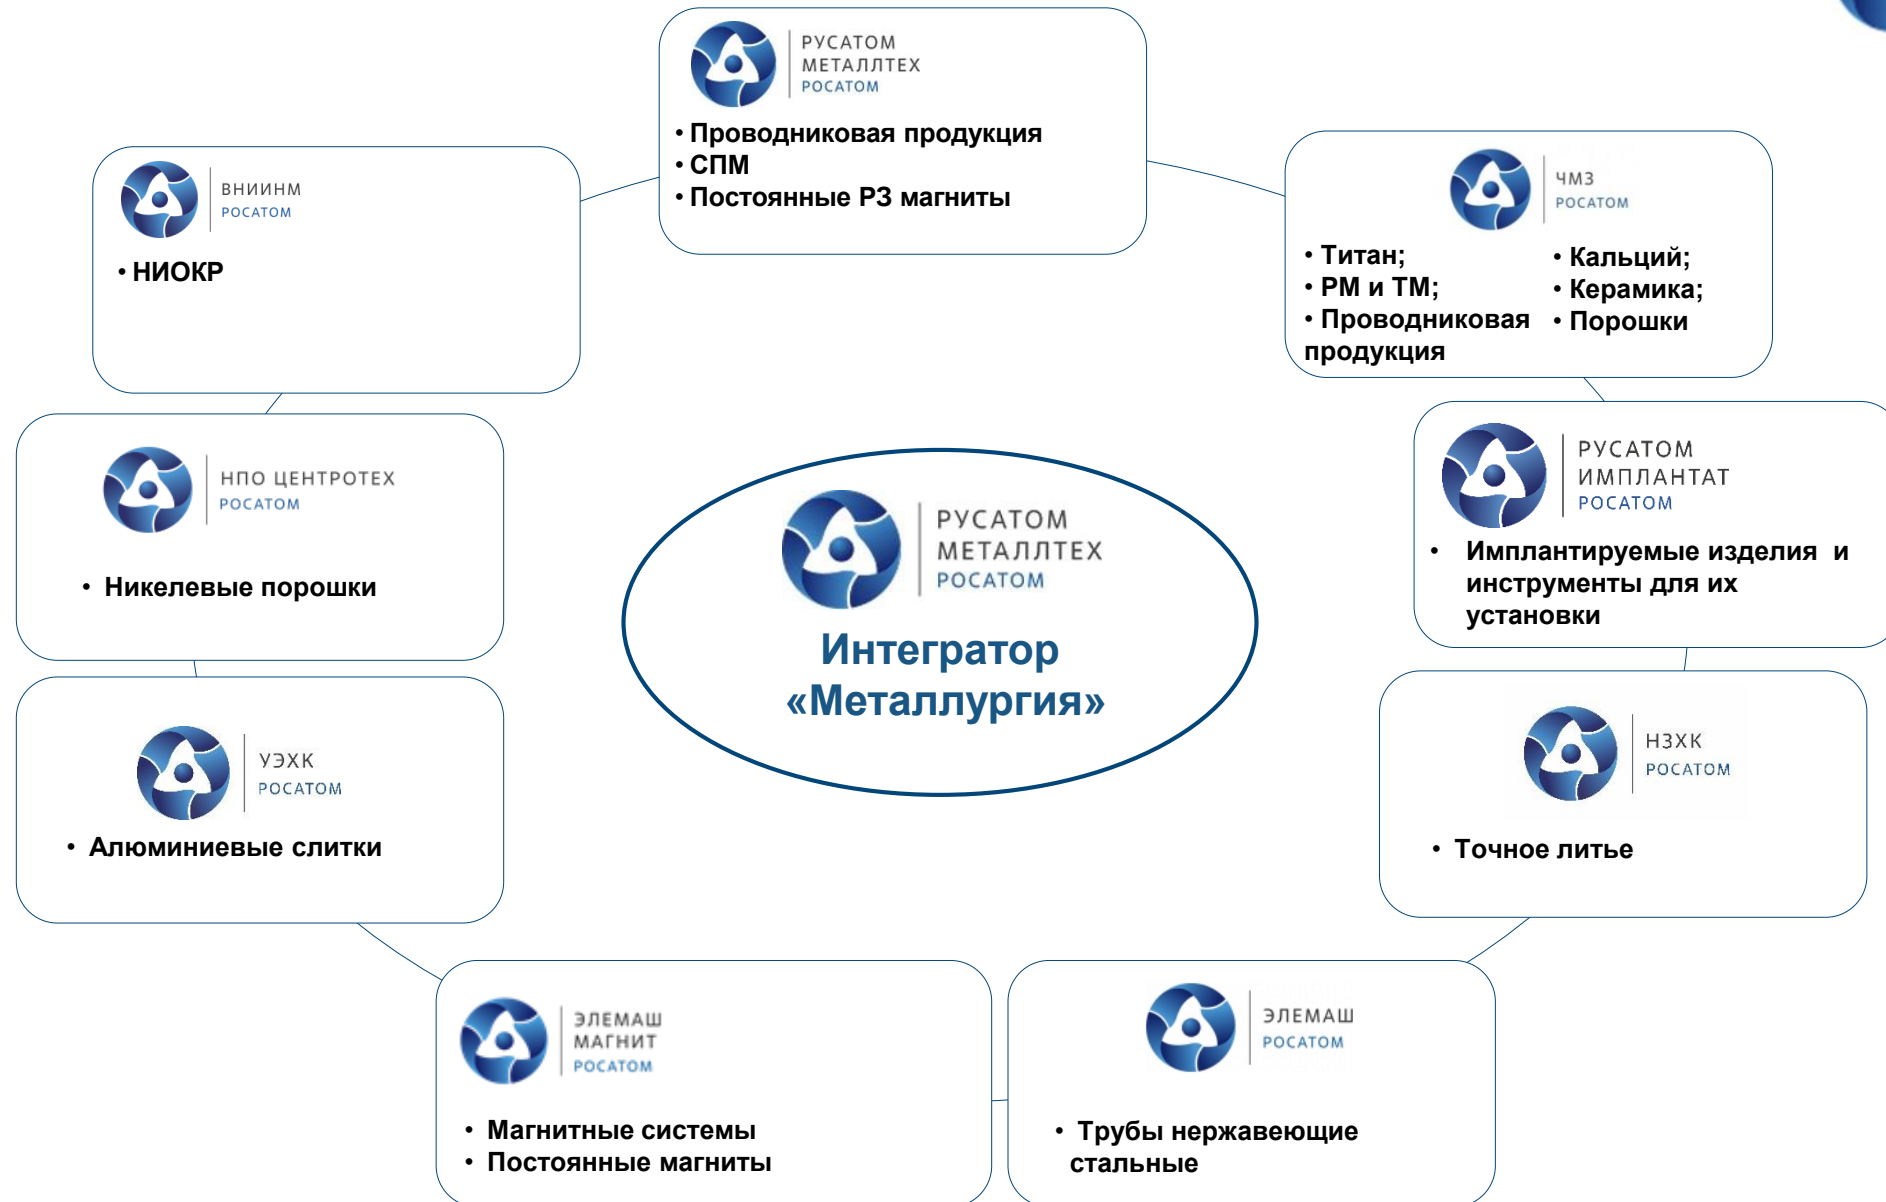 РУСАТОМ
МЕТАЛЛТЕХ
РОСАТОМ
• Проводниковая продукция
• СПМ
• Постоянные РЗ магниты
ВНИИНМ
РОСАТОМ
• НИОКР
ЧМЗ
РОСАТОМ
• Титан;
• РМ и ТМ;
• Проводниковая
продукция
• Кальций;
• Керамика;
• Порошки
НПО ЦЕНТРОТЕХ
РОСАТОМ
• Никелевые порошки
РУСАТОМ
МЕТАЛЛТЕХ
РОСАТОМ
Интегратор
«Металлургия»
РУСАТОМ
ИМПЛАНТАТ
РОСАТОМ
• Имплантируемые изделия и
инструменты для их
установки
УЭХК
РОСАТОМ
• Алюминиевые слитки
НЗХК
РОСАТОМ
• Точное литье
ЭЛЕМАШ
МАГНИТ
РОСАТОМ
• Магнитные системы
• Постоянные магниты
ЭЛЕМАШ
РОСАТОМ
• Трубы нержавеющие
стальные